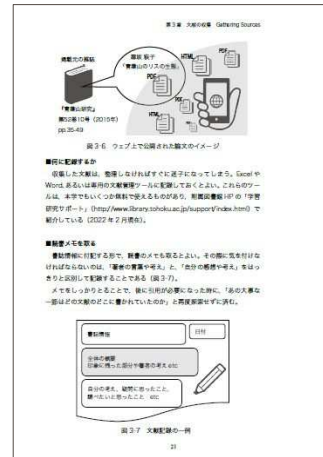 第3章 文献の収集 Gathering Sources
掲載元の雑誌
『青葉山のリスの生態』
HTML
PDF
PDF
HTML
PDF
HTML
『青葉山研究』
第52巻10号（2015年）
pp.35-49
図3-6 ウェブ上で公開された論文のイメージ
■何に記録するか
収集した文献は、整理しなければすぐに迷子になってしまう。Excel や
Word、あるいは専用の文献管理ツールに記録しておくとよい。これらのツー
ルは、本学でもいくつか無料で使えるものがあり、附属図書館 HP の「学習
研究サポート」（http://www.library.tohoku.ac.jp/support/index.html）で
紹介している（2022 年 2 月現在）。
■読書メモを取る
書誌情報に付記する形で、読書のメモも取るとよい。その際に気を付けな
ければならないのは、「著者の言葉や考え」と、「自分の感想や考え」をはっ
きりと区別して記録することである（図 3-7）。
メモをしっかりとることで、後に引用が必要になった時に、「あの大事な
一節はどの文献のどこに書かれていたのか」と再度探索せずに済む。
書誌情報
日付
全体の概要
印象に残った部分や著者の考え etc
自分の考え、疑問に思ったこと、
調べたいと思ったこと etc
図 3-7 文献記録の一例
21